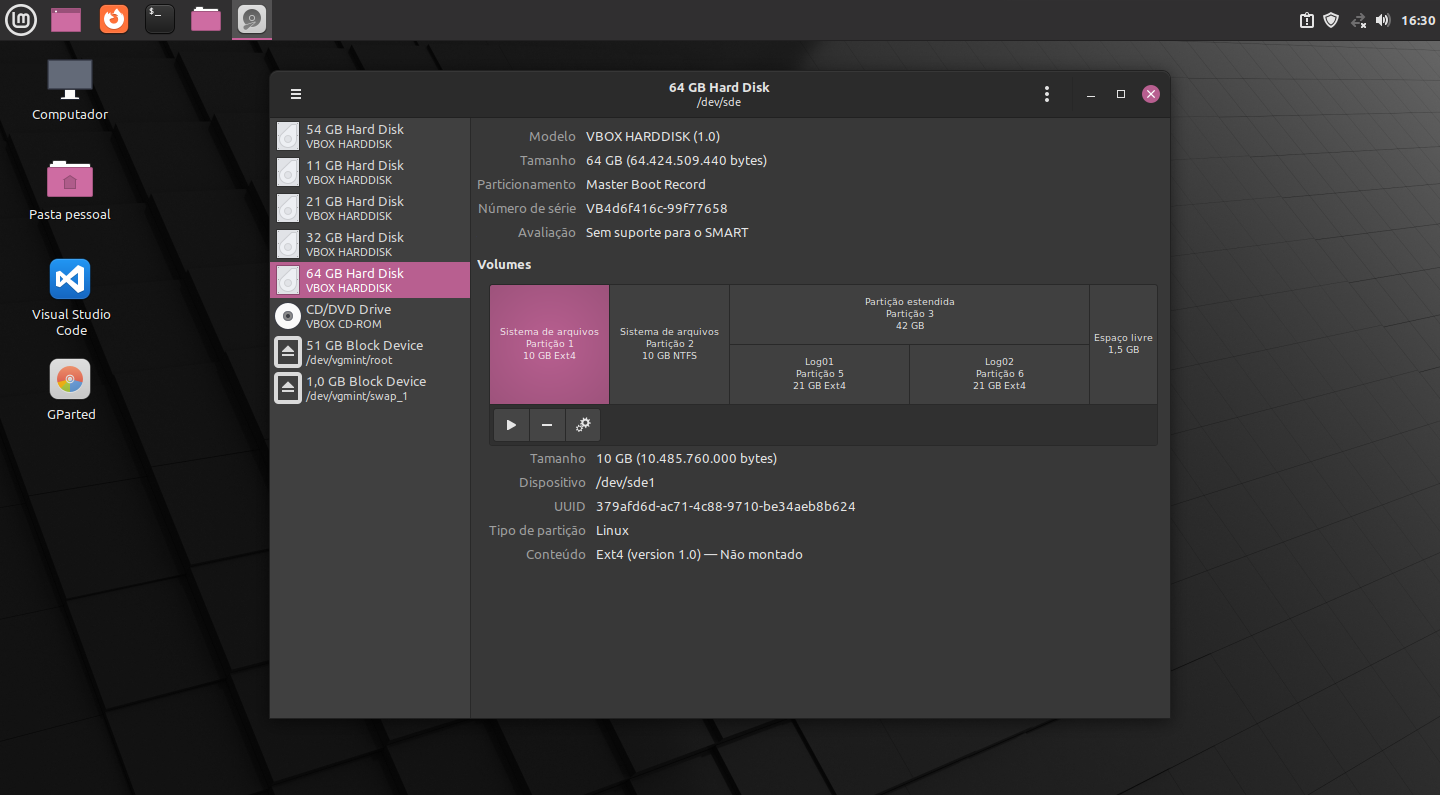 16:30
Computador
Pasta pessoal
Visual Studio
Code
GParted
64 GB Hard Disk
/dev/sde
54 GB Hard Disk
VBOX HARDDISK
11 GB Hard Disk
VBOX HARDDISK
21 GB Hard Disk
VBOX HARDDISK
32 GB Hard Disk
VBOX HARDDISK
64 GB Hard Disk
VBOX HARDDISK
CD/DVD Drive
VBOX CD-ROM
51 GB Block Device
/dev/vgmint/root
1,0 GB Block Device
/dev/vgmint/swap_1
Modelo VBOX HARDDISK (1.0)
Tamanho 64 GB (64.424.509.440 bytes)
Particionamento Master Boot Record
Número de série VB4d6f416c-99f77658
Avaliação Sem suporte para o SMART
Volumes
Sistema de arquivos
Partição 1
10 GB Ext4
Sistema de arquivos
Partição 2
10 GB NTFS
Partição estendida
Partição 3
42 GB
Log01
Partição 5
21 GB Ext4
Log02
Partição 6
21 GB Ext4
Espaço livre
1,5 GB
Tamanho 10 GB (10.485.760.000 bytes)
Dispositivo /dev/sde1
UUID 379afd6d-ac71-4c88-9710-be34aeb8b624
Tipo de partição Linux
Conteúdo Ext4 (version 1.0) — Não montado